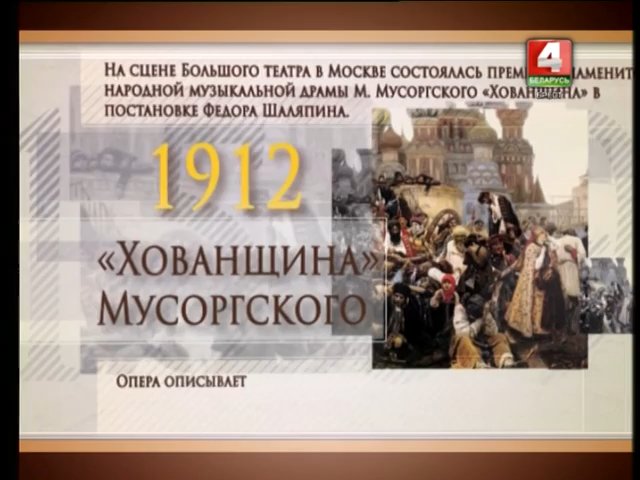 На сцене Большого театра в Москве состоялась
народной музыкальной драмы М. Мусоргского «Хованщина» в
постановке Федора Шаляпина.
4
БЕЛАРУСЬ
1912
«Хованщина»
Мусоргского
Опера описывает